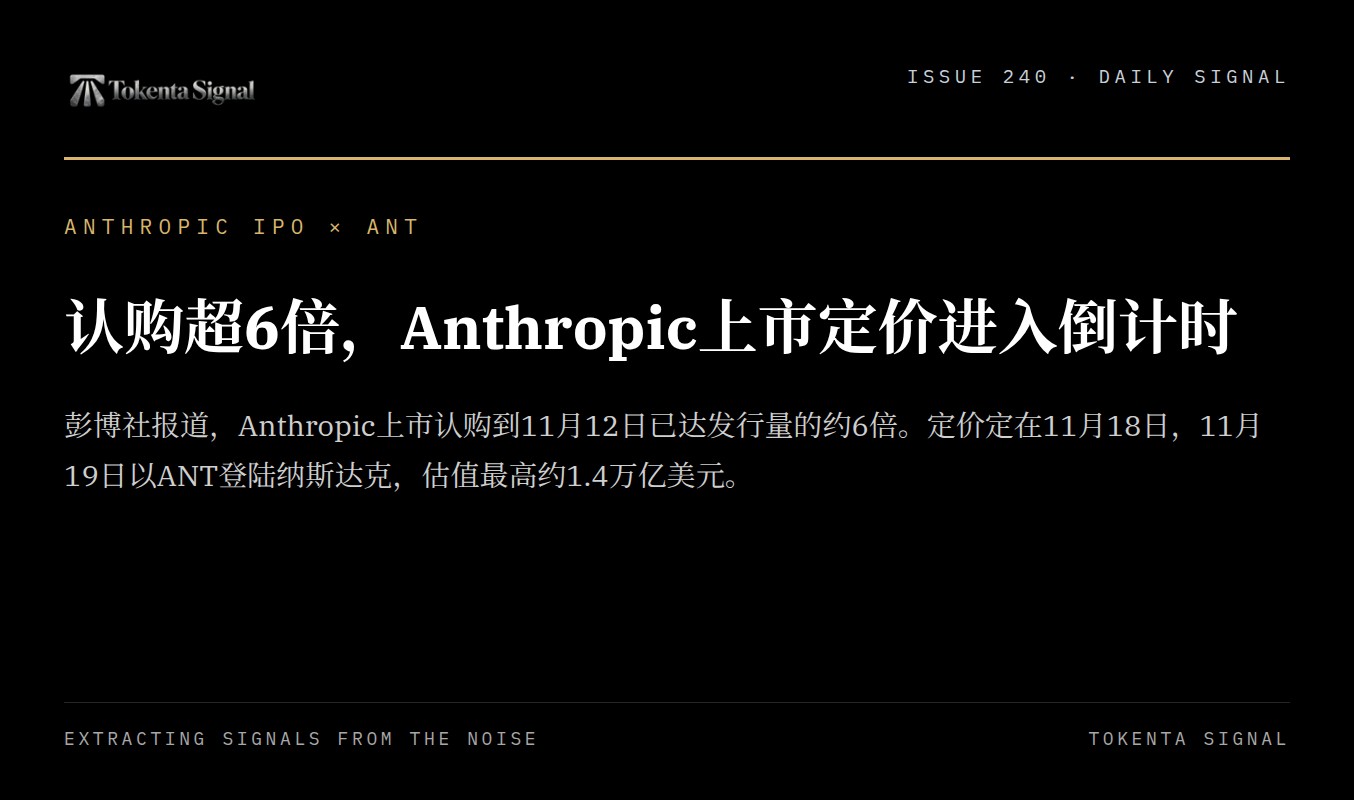 Tokenta Signal
ISSUE 240 · DAILY SIGNAL
ANTHROPIC IPO × ANT
认购超6倍，Anthropic上市定价进入倒计时
彭博社报道，Anthropic上市认购到11月12日已达发行量的约6倍。定价定在11月18日，11月
19日以ANT登陆纳斯达克，估值最高约1.4万亿美元。
EXTRACTING SIGNALS FROM THE NOISE
TOKENTA SIGNAL